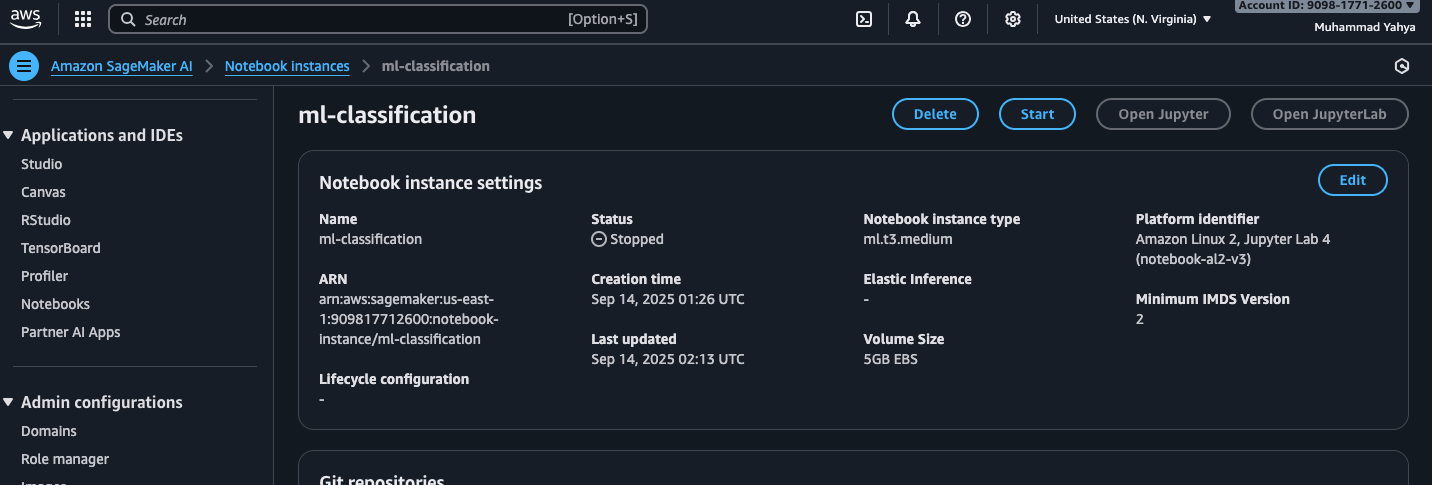 aws
Search
[Option+S]
United States (N. Virginia)
Account ID: 9098-1771-2600
Muhammad Yahya
Amazon SageMaker AI
Notebook instances
ml-classification
Applications and IDEs
Studio
Canvas
RStudio
TensorBoard
Profiler
Notebooks
Partner AI Apps
Admin configurations
Domains
Role manager
Images
ml-classification
Delete
Start
Open Jupyter
Open JupyterLab
Notebook instance settings
Edit
Name
ml-classification
ARN
arn:aws:sagemaker:us-east-
1:909817712600:notebook-
instance/ml-classification
Lifecycle configuration
-
Status
Stopped
Creation time
Sep 14, 2025 01:26 UTC
Last updated
Sep 14, 2025 02:13 UTC
Notebook instance type
ml.t3.medium
Elastic Inference
-
Volume Size
5GB EBS
Platform identifier
Amazon Linux 2, Jupyter Lab 4
(notebook-al2-v3)
Minimum IMDS Version
2
Git repositories